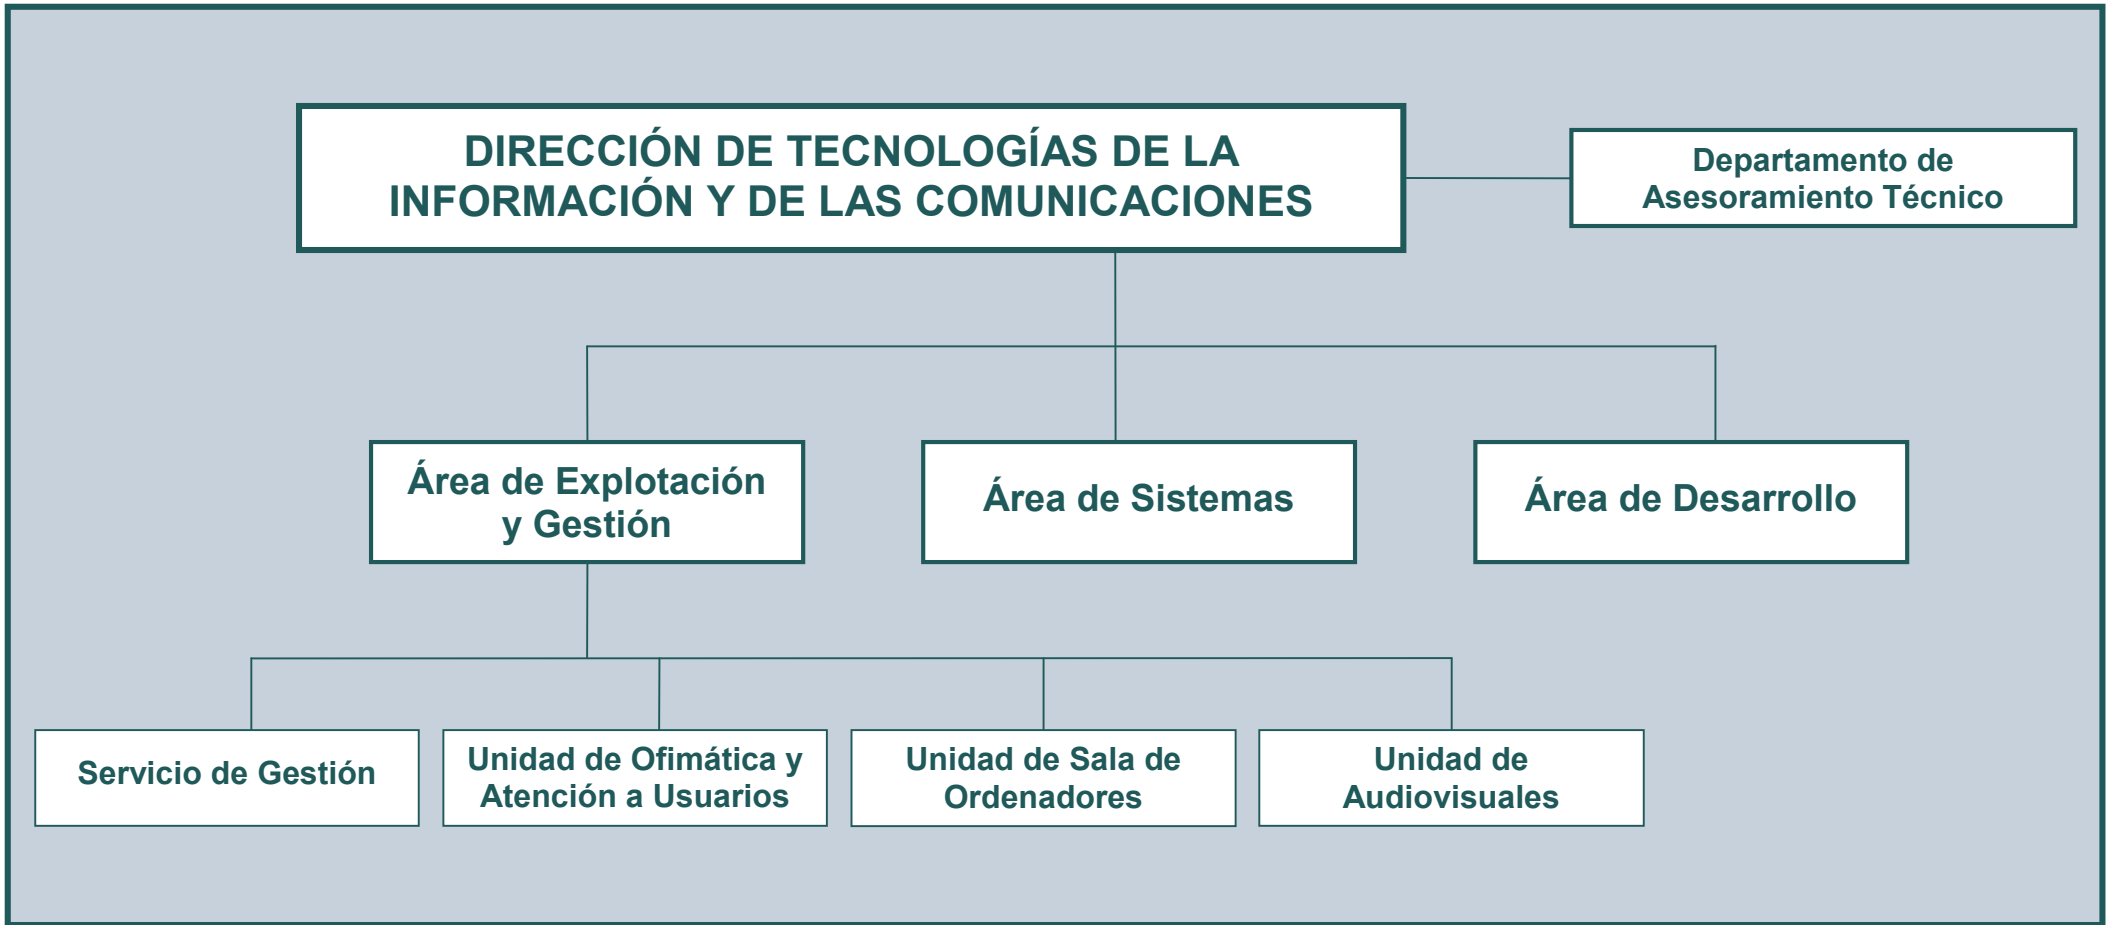 DIRECCIÓN DE TECNOLOGÍAS DE LA
INFORMACIÓN Y DE LAS COMUNICACIONES
Departamento de
Asesoramiento Técnico
Área de Explotación
y Gestión
Área de Sistemas
Área de Desarrollo
Servicio de Gestión
Unidad de Ofimática y
Atención a Usuarios
Unidad de Sala de
Ordenadores
Unidad de
Audiovisuales